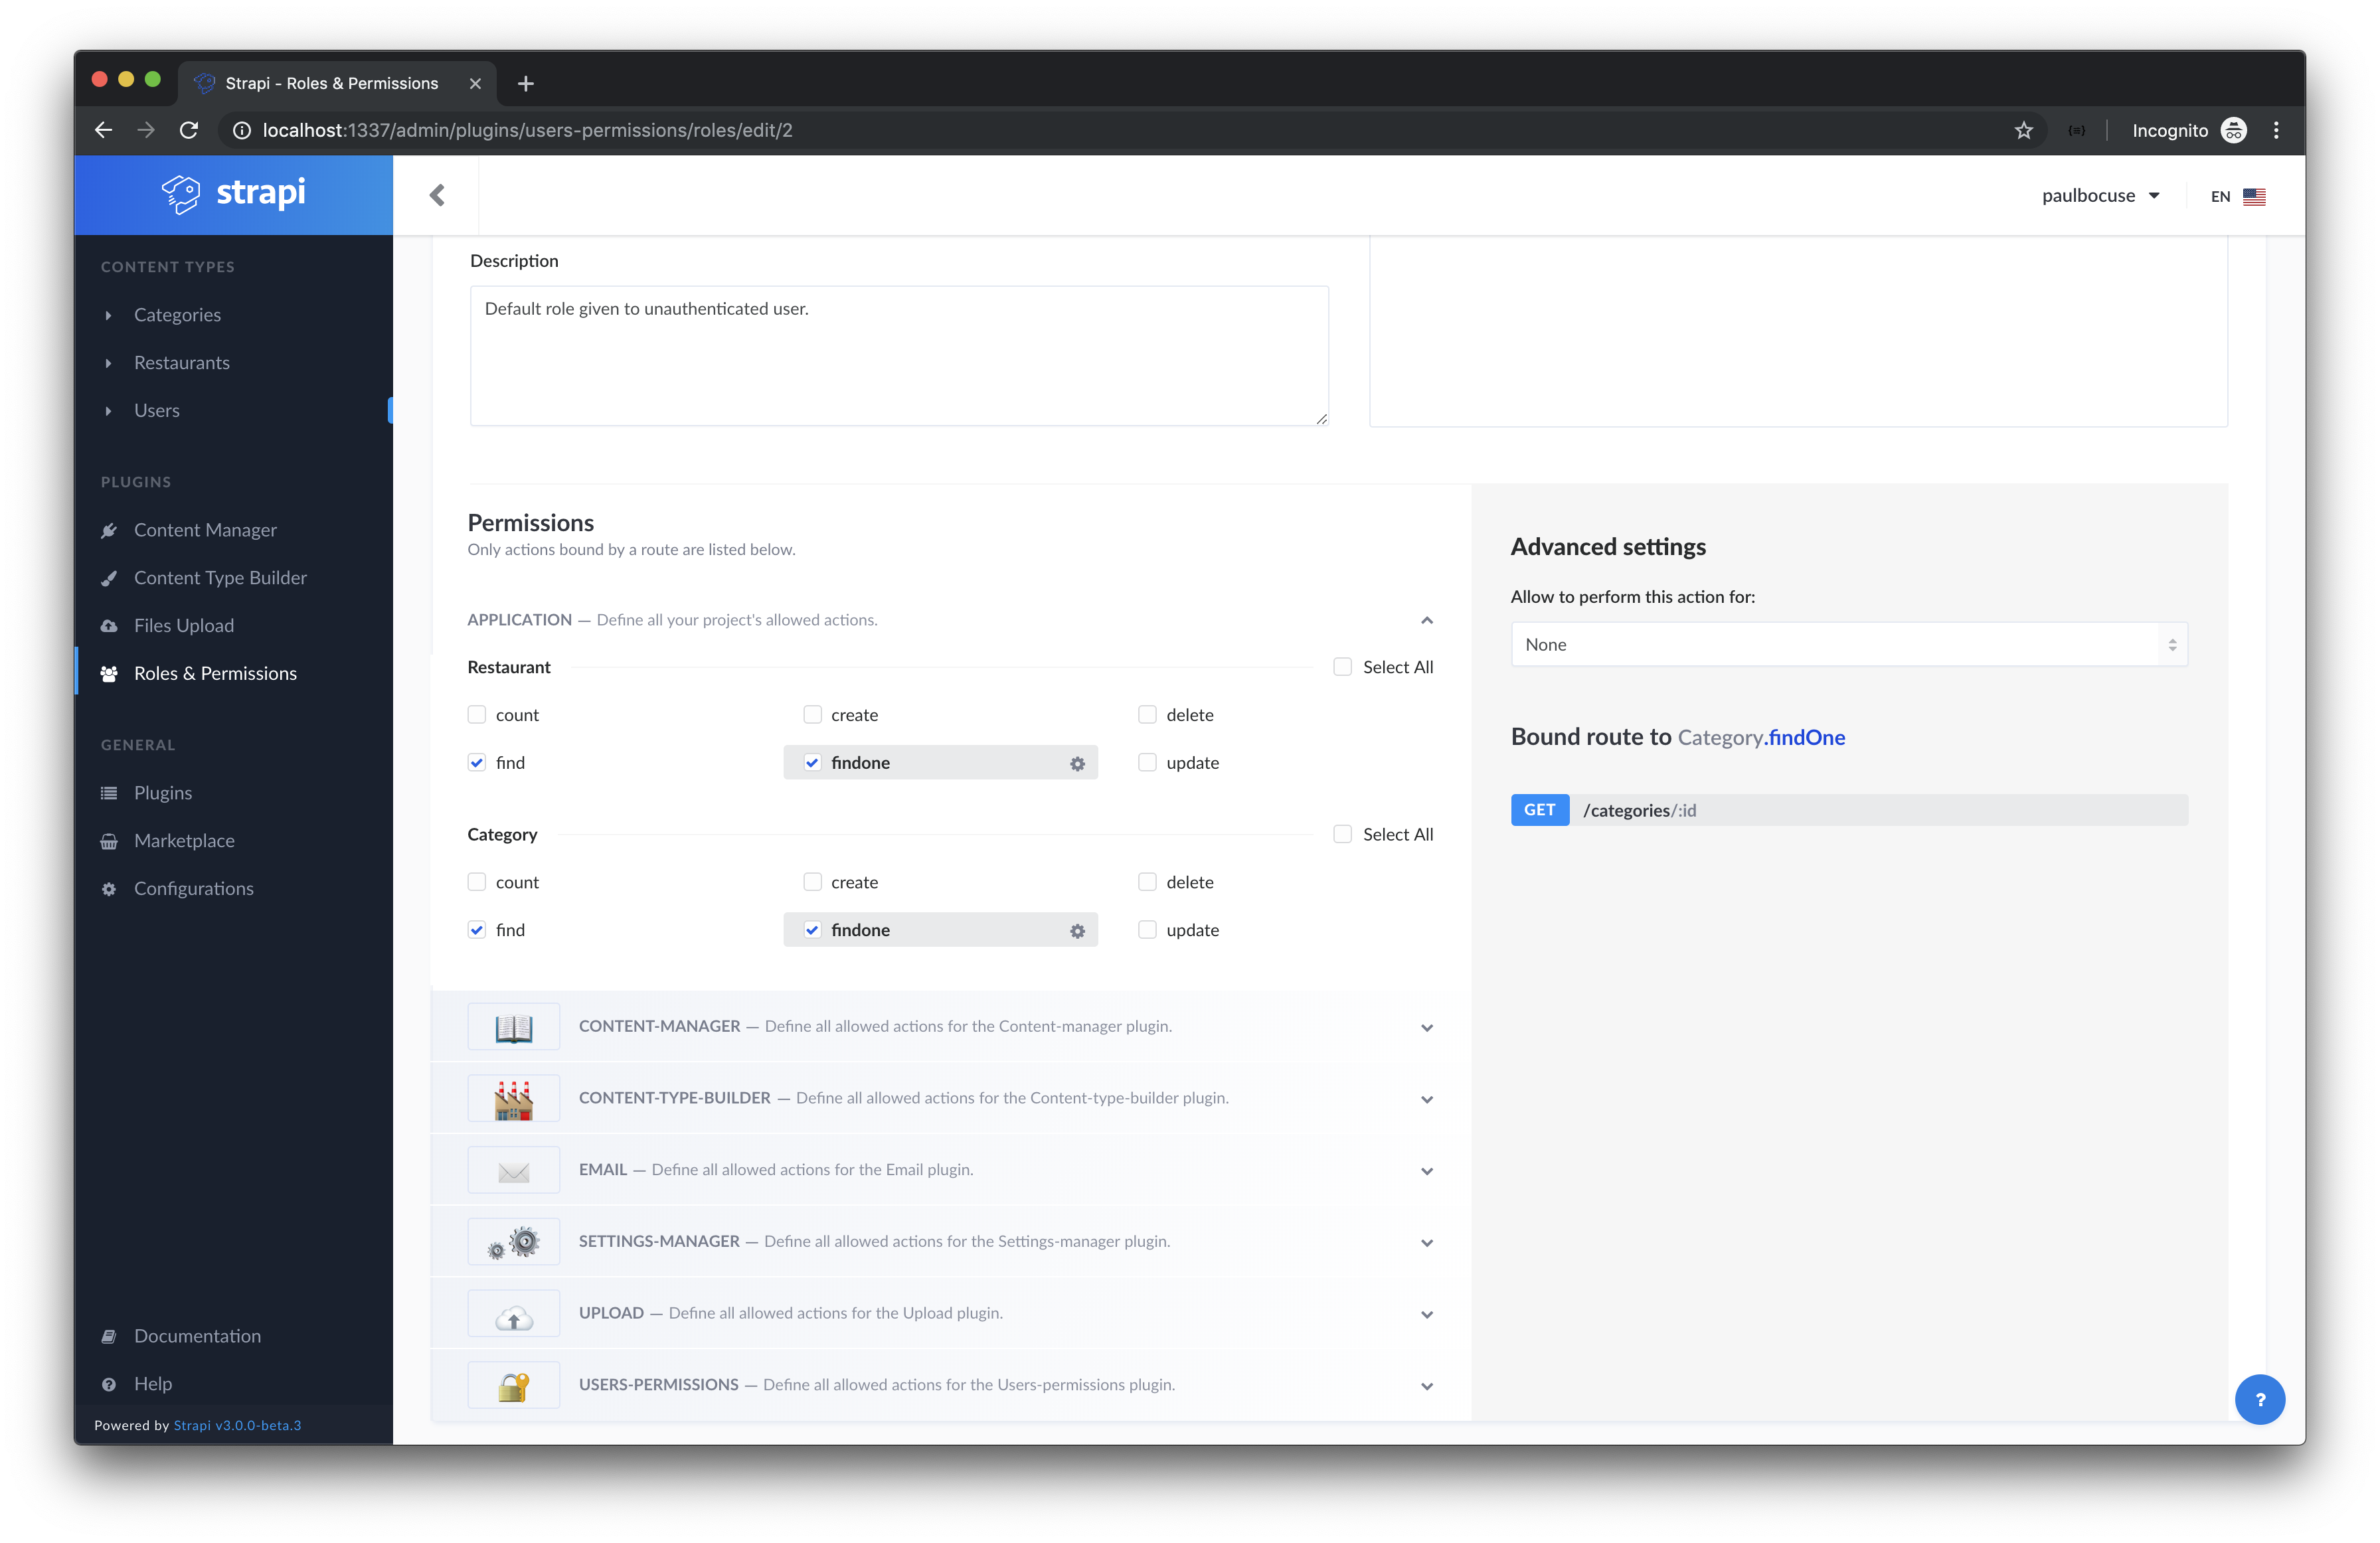 Strapi - Roles & Permissions
localhost:1337/admin/plugins/users-permissions/roles/edit/2
Incognito
strapi
paulbocuse
EN
CONTENT TYPES
Categories
Restaurants
Users
PLUGINS
Content Manager
Content Type Builder
Files Upload
Roles & Permissions
GENERAL
Plugins
Marketplace
Configurations
Documentation
Help
Powered by Strapi v3.0.0-beta.3
Description
Default role given to unauthenticated user.
Permissions
Only actions bound by a route are listed below.
APPLICATION — Define all your project's allowed actions.
Restaurant Select All
count create delete
find findone update
Category Select All
count create delete
find findone update
CONTENT-MANAGER — Define all allowed actions for the Content-manager plugin.
CONTENT-TYPE-BUILDER — Define all allowed actions for the Content-type-builder plugin.
EMAIL — Define all allowed actions for the Email plugin.
SETTINGS-MANAGER — Define all allowed actions for the Settings-manager plugin.
UPLOAD — Define all allowed actions for the Upload plugin.
USERS-PERMISSIONS — Define all allowed actions for the Users-permissions plugin.
Advanced settings
Allow to perform this action for:
None
Bound route to Category.findOne
GET /categories/:id
?